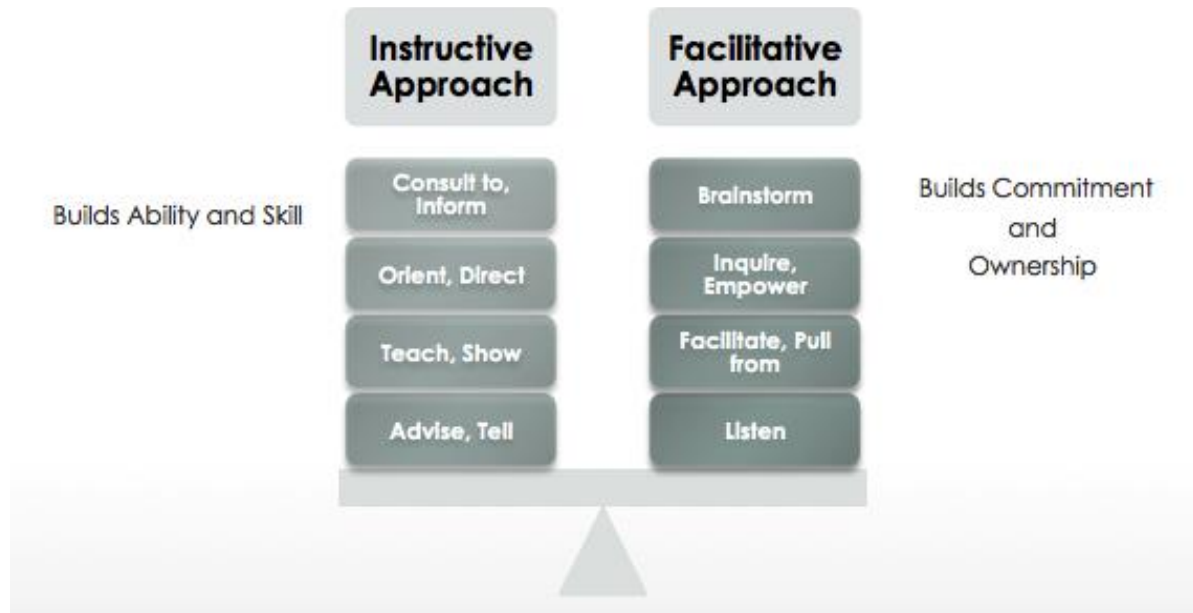 Instructive
Approach
Facilitative
Approach
Builds Ability and Skill
Consult to,
Inform
Orient, Direct
Teach, Show
Advise, Tell
Brainstorm
Inquire,
Empower
Facilitate, Pull
from
Listen
Builds Commitment
and
Ownership